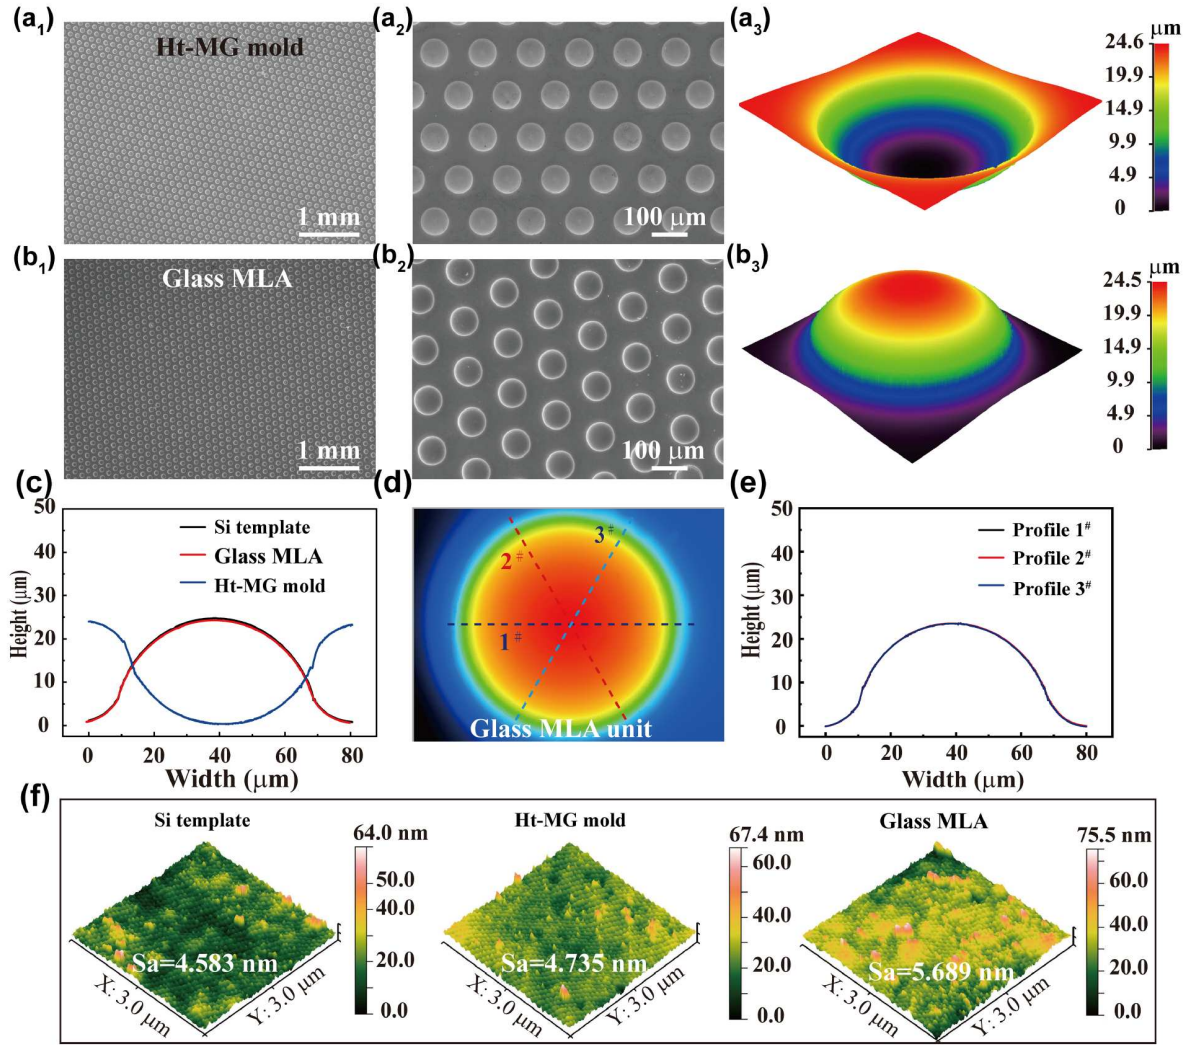 (a1)
Ht-MG mold
1 mm
(a2)
100 μm
(a3)
μm
24.6
19.9
14.9
9.9
4.9
0
(b1)
Glass MLA
1 mm
(b2)
100 μm
(b3)
μm
24.5
19.9
14.9
9.9
4.9
0
(c)
Height (μm)
50
40
30
20
10
0
Si template
Glass MLA
Ht-MG mold
0 20 40 60 80
Width (μm)
(d)
1#
2#
3#
Glass MLA unit
(e)
Height (μm)
50
40
30
20
10
0
Profile 1#
Profile 2#
Profile 3#
0 20 40 60 80
Width (μm)
(f)
Si template
64.0 nm
50.0
40.0
20.0
0.0
Sa=4.583 nm
X: 3.0 μm
Y: 3.0 μm
Ht-MG mold
67.4 nm
60.0
40.0
20.0
0.0
Sa=4.735 nm
X: 3.0 μm
Y: 3.0 μm
Glass MLA
75.5 nm
60.0
40.0
20.0
0.0
Sa=5.689 nm
X: 3.0 μm
Y: 3.0 μm